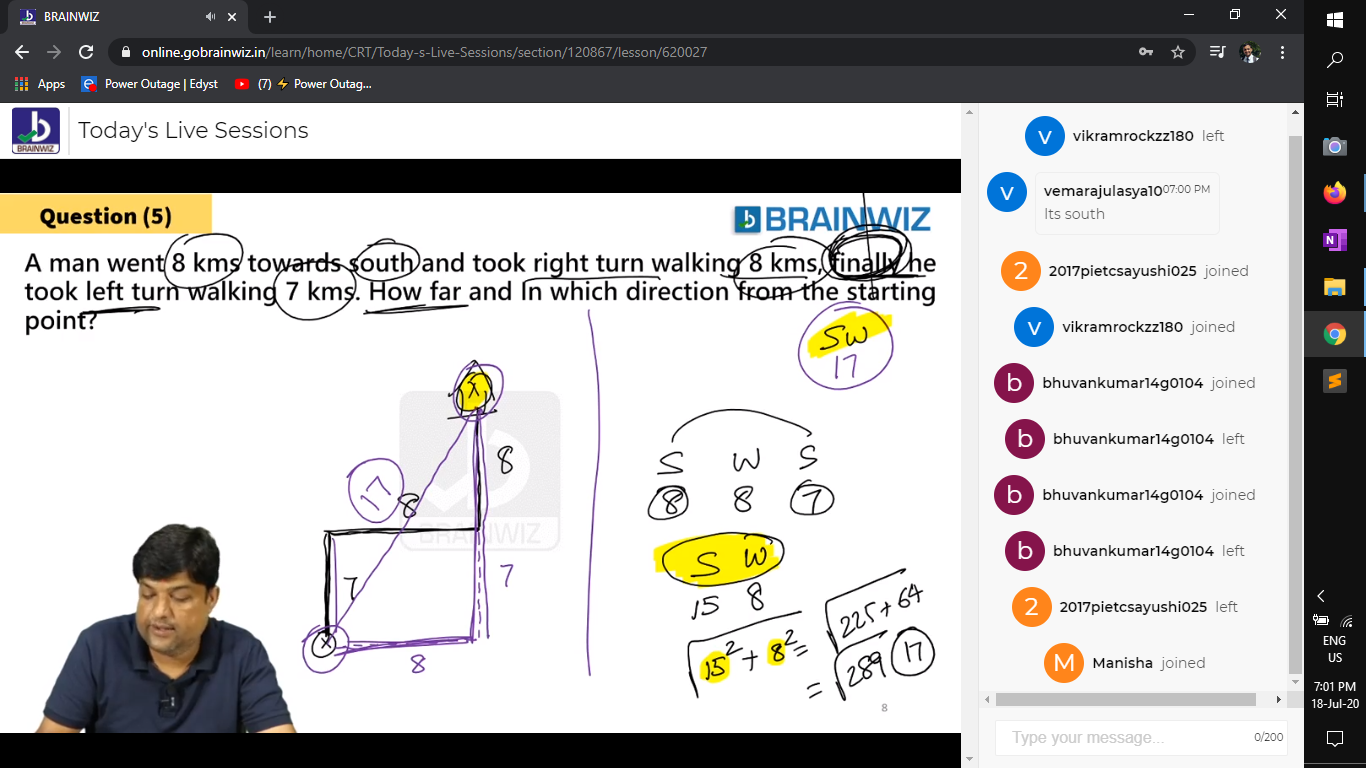 BRAINWIZ
online.gobrainwiz.in/learn/home/CRT/Today-s-Live-Sessions/section/120867/lesson/620027
Apps
Power Outage | Edyst
(7) ⚡ Power Outag...
BRAINWIZ
Today's Live Sessions
Question (5)
BRAINWIZ
A man went 8 kms towards south and took right turn walking 8 kms, finally he
took left turn walking 7 kms. How far and In which direction from the starting
point?
SW
17
X
8
17
8
BRAINWIZ
7
7
X
8
S W S
8 8 7
S W
15 8
√15² + 8² = √225 + 64
= √289 17
8
V
vikramrockzz180 left
V
vemarajulasya10 07:00 PM
Its south
2
2017pietcsayushi025 joined
V
vikramrockzz180 joined
b
bhuvankumar14g0104 joined
b
bhuvankumar14g0104 left
b
bhuvankumar14g0104 joined
b
bhuvankumar14g0104 left
2
2017pietcsayushi025 left
M
Manisha joined
Type your message...
0/200
ENG
US
7:01 PM
18-Jul-20